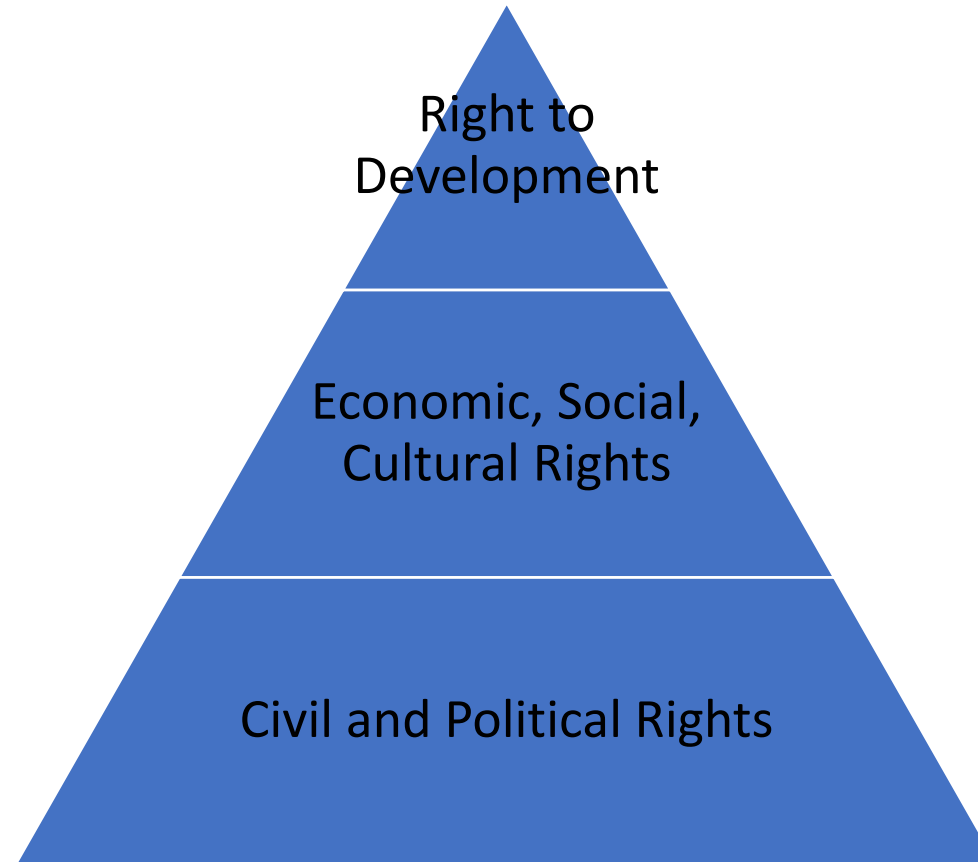 Right to
Development
Economic, Social,
Cultural Rights
Civil and Political Rights